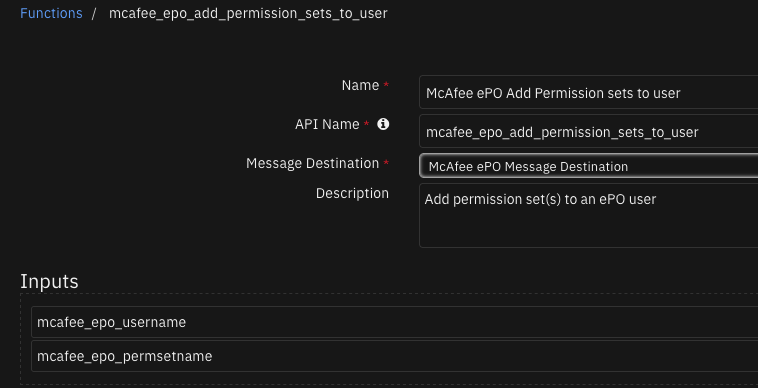 Functions / mcafee_epo_add_permission_sets_to_user
Name * McAfee ePO Add Permission sets to user
API Name * mcafee_epo_add_permission_sets_to_user
Message Destination * McAfee ePO Message Destination
Description Add permission set(s) to an ePO user
Inputs
mcafee_epo_username
mcafee_epo_permsetname